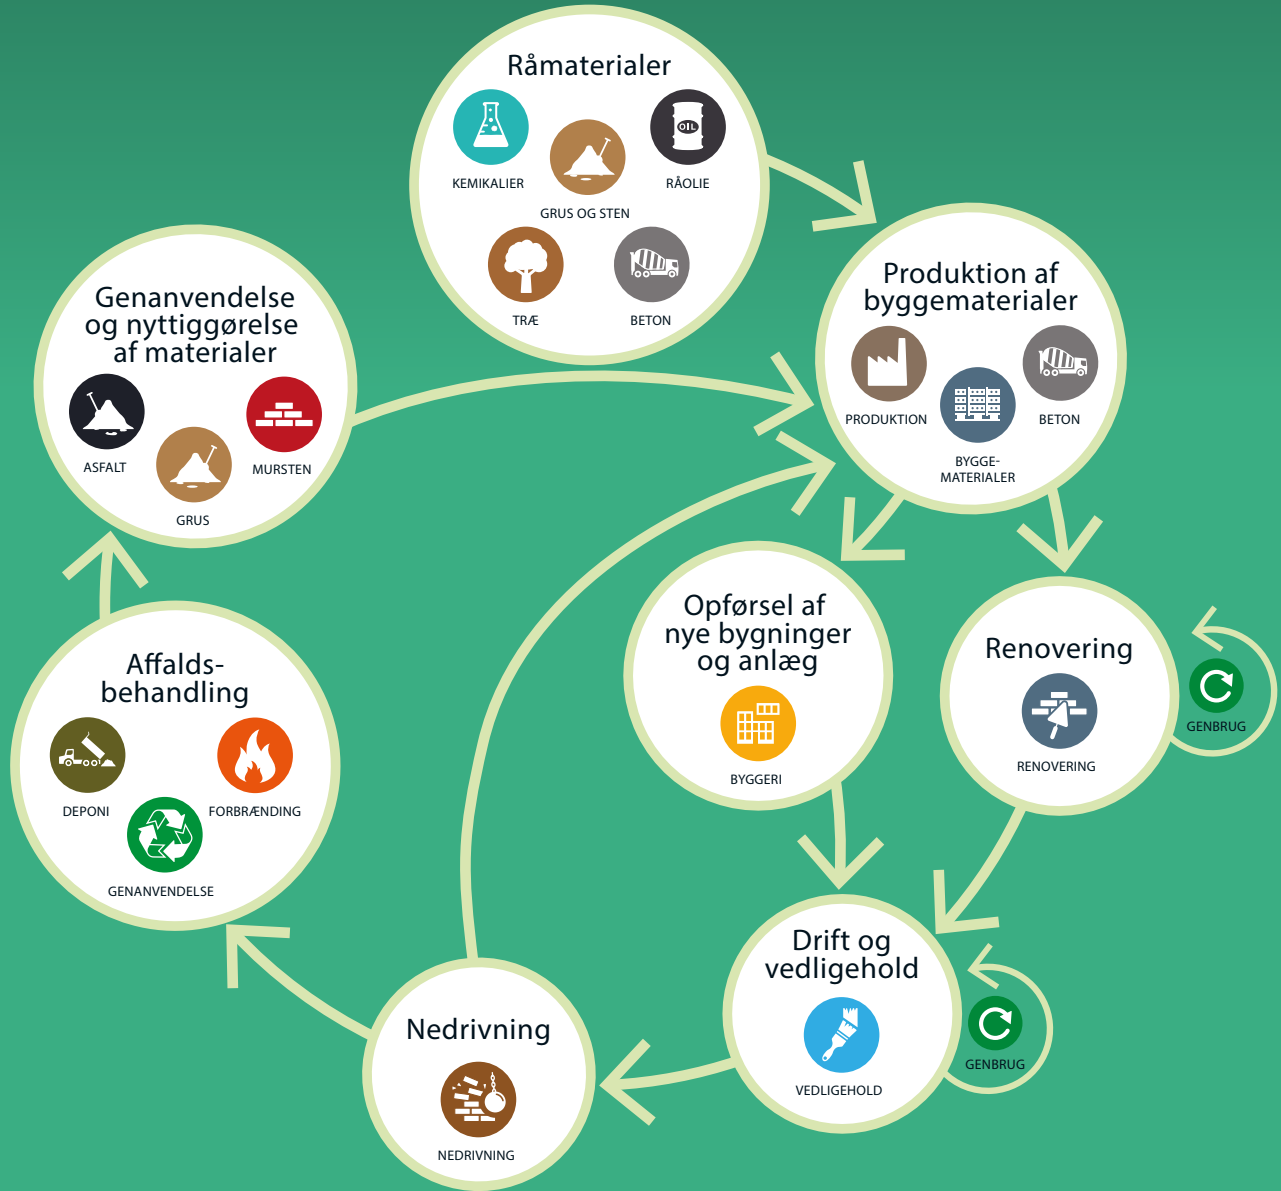 Råmaterialer
KEMIKALIER
GRUS OG STEN
OIL
RÅOLIE
TRÆ
BETON
Produktion af
byggematerialer
PRODUKTION
BYGGE-
MATERIALER
BETON
Genanvendelse
og nyttiggørelse
af materialer
ASFALT
GRUS
MURSTEN
Opførsel af
nye bygninger
og anlæg
BYGGERI
Renovering
RENOVERING
GENBRUG
Affalds-
behandling
DEPONI
FORBRÆNDING
GENANVENDELSE
Drift og
vedligehold
VEDLIGEHOLD
GENBRUG
Nedrivning
NEDRIVNING